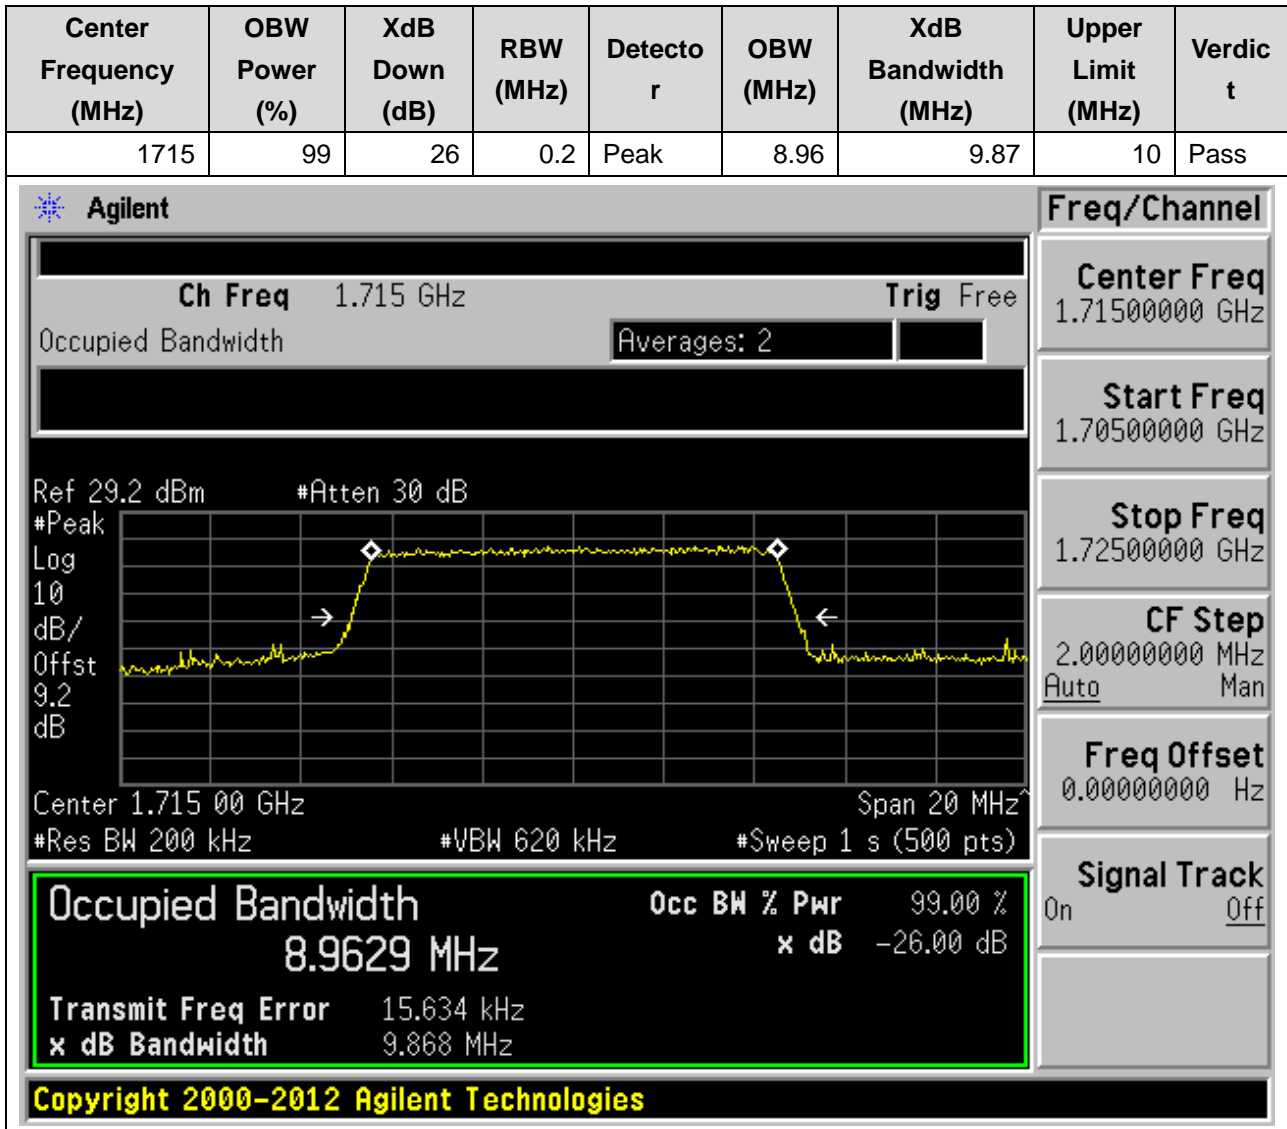 Center Frequency (MHz) OBW Power (%) XdB Down (dB) RBW (MHz) Detecto r OBW (MHz) XdB Bandwidth (MHz) Upper Limit (MHz) Verdic t
1715 99 26 0.2 Peak 8.96 9.87 10 Pass
Agilent
Freq/Channel
Ch Freq 1.715 GHz Trig Free
Occupied Bandwidth Averages: 2
Center Freq
1.71500000 GHz
Start Freq
1.70500000 GHz
Stop Freq
1.72500000 GHz
CF Step
2.00000000 MHz
Auto Man
Freq Offset
0.00000000 Hz
Signal Track
On Off
Ref 29.2 dBm #Atten 30 dB
#Peak
Log
10
dB/
Offst
9.2
dB
Center 1.715 00 GHz Span 20 MHz^
#Res BW 200 kHz #VBW 620 kHz #Sweep 1 s (500 pts)
Occupied Bandwidth
8.9629 MHz
Occ BW % Pwr 99.00 %
x dB -26.00 dB
Transmit Freq Error 15.634 kHz
x dB Bandwidth 9.868 MHz
Copyright 2000-2012 Agilent Technologies